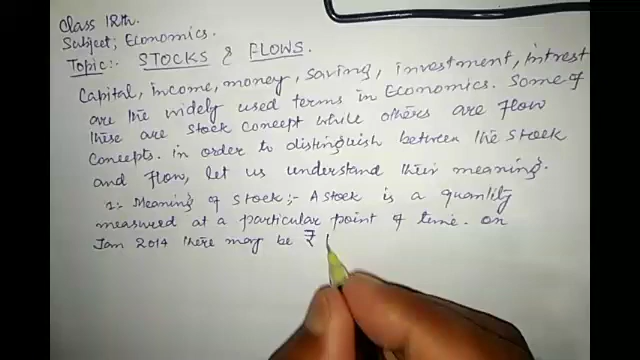 Class 12th.
Subject; Economics.
Topic:- STOCKS & FLOWS.
Capital, income, money, saving, investment, intrest
are the widely used terms in Economics. Some of
these are stock concept while others are flow
concepts. In order to distinguish between the stock
and flow, let us understand their meaning.
1:- Meaning of Stock;- A stock is a quantity
measured at a particular point of time. On
Jan 2014 there may be ₹